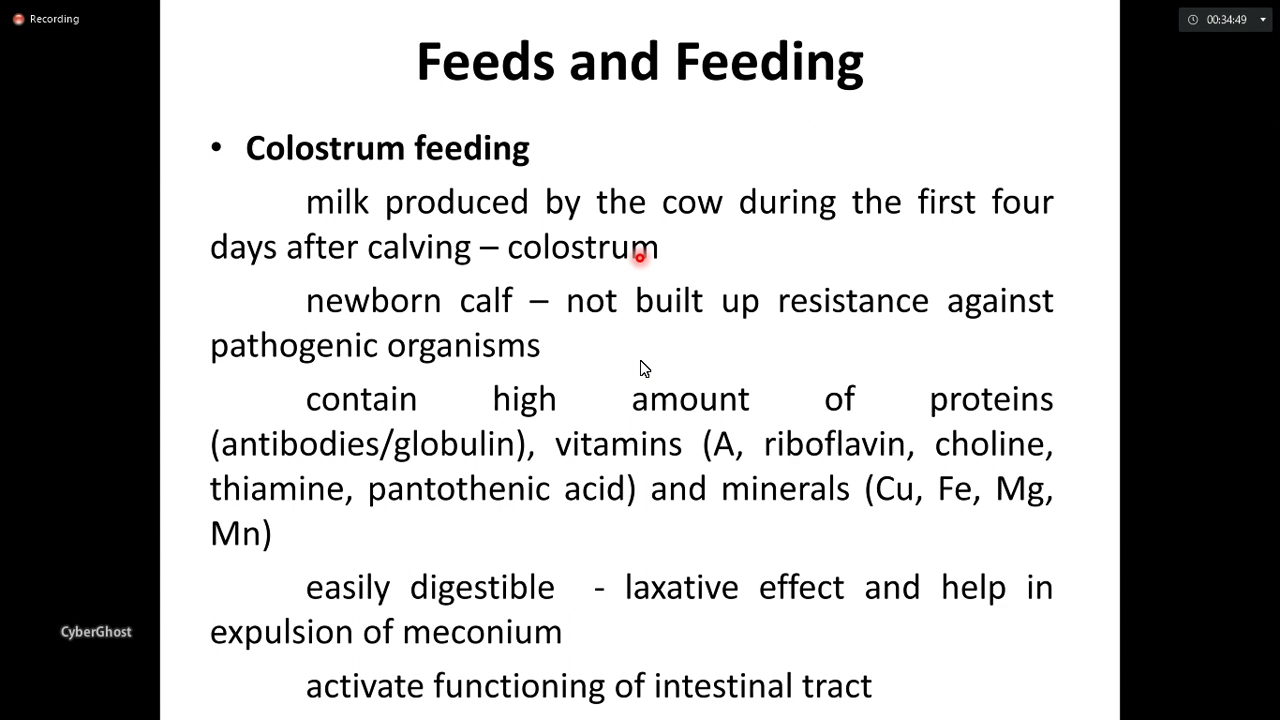 Recording
00:34:49
Feeds and Feeding
• Colostrum feeding
milk produced by the cow during the first four
days after calving – colostrum
newborn calf – not built up resistance against
pathogenic organisms
contain high amount of proteins
(antibodies/globulin), vitamins (A, riboflavin, choline,
thiamine, pantothenic acid) and minerals (Cu, Fe, Mg,
Mn)
easily digestible - laxative effect and help in
expulsion of meconium
CyberGhost
activate functioning of intestinal tract